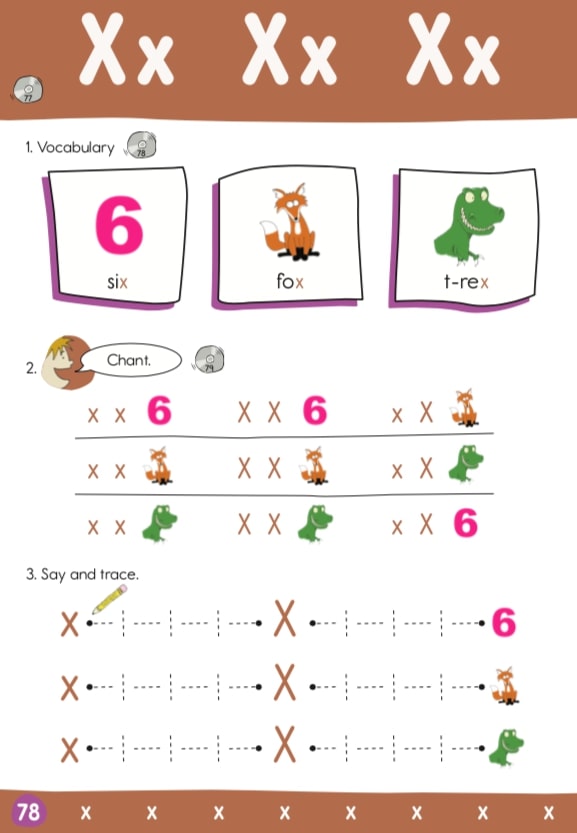 Xx Xx Xx
77
1. Vocabulary 78
6
six fox t-rex
2. Chant. 79
x x 6 X X 6 x X
x x X X x X
x x X X x X 6
3. Say and trace.
X X 6
X X
X X
78 x x x x x x x x